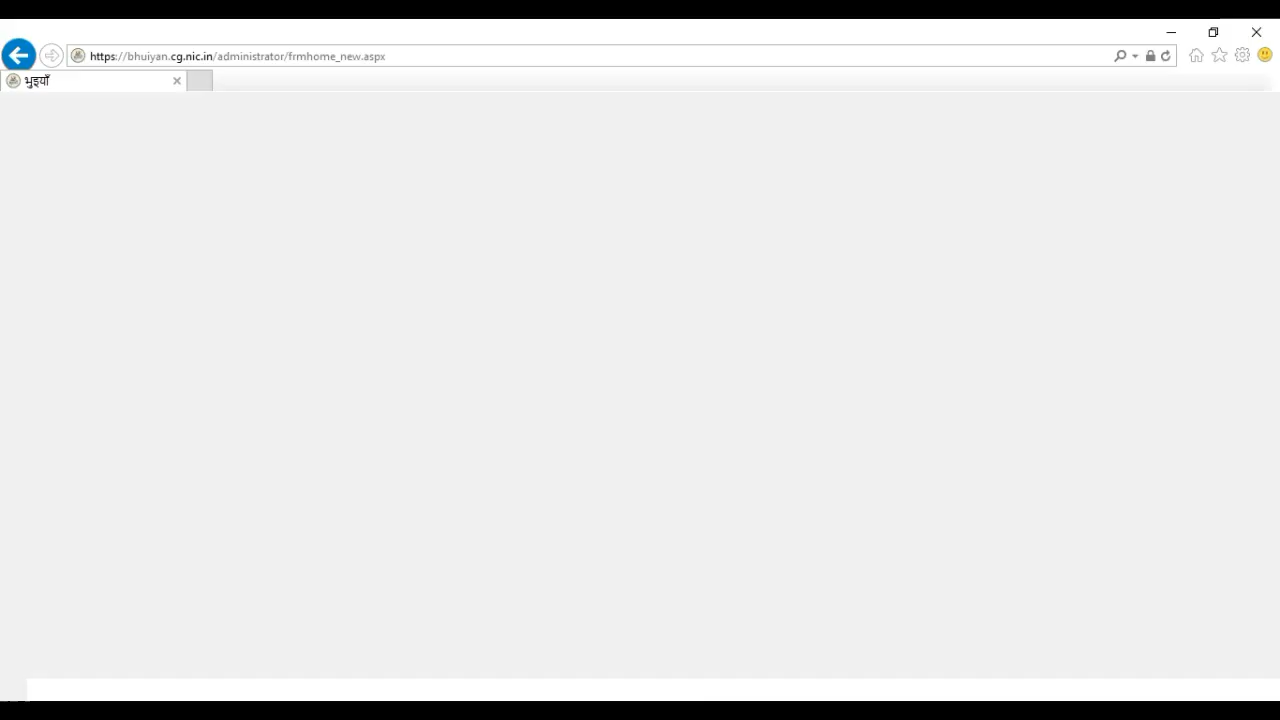 https://bhuiyan.cg.nic.in/administrator/frmhome_new.aspx
भुइयाँ